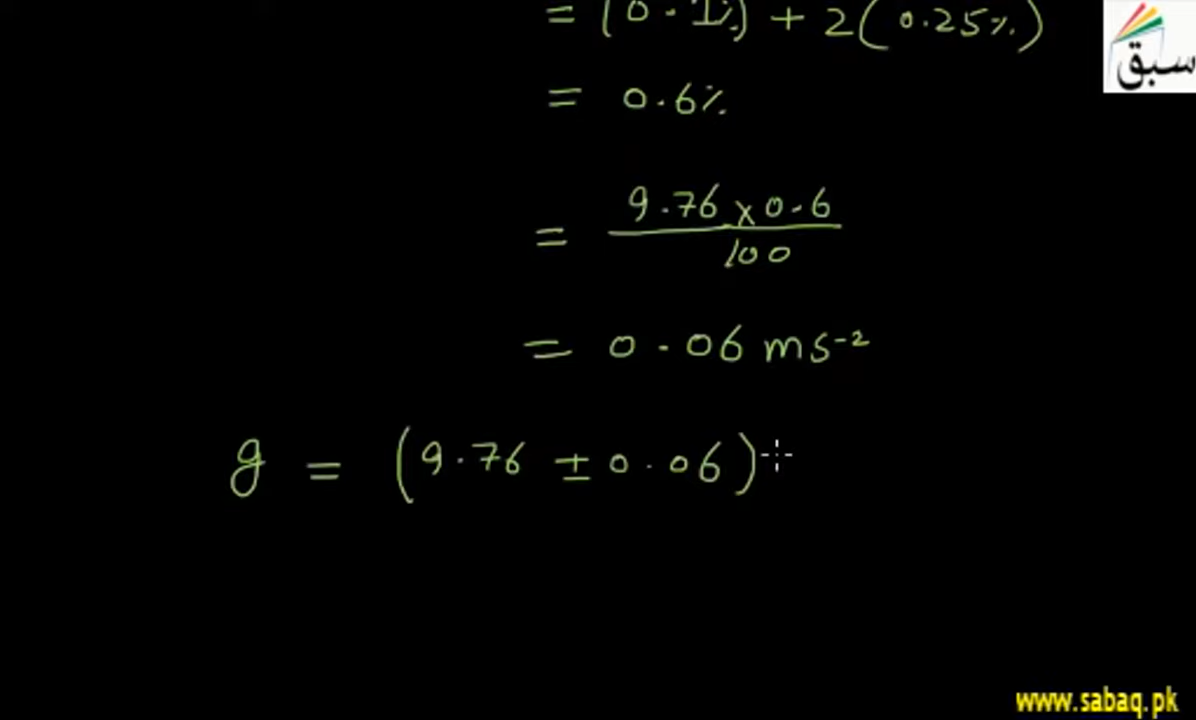 = (0.1%) + 2(0.25%)
سبق
= 0.6%
= 9.76 x 0.6
100
= 0.06 ms-2
g = (9.76 ± 0.06)
www.sabaq.pk